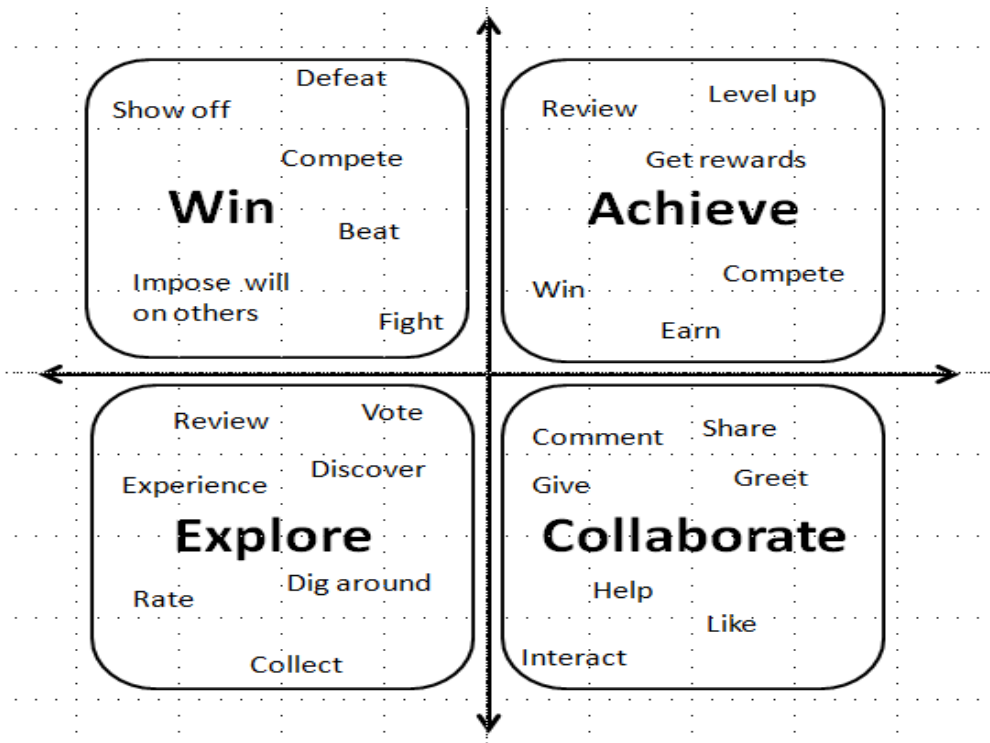 Defeat
Show off
Compete
Win
Beat
Impose will
on others
Fight
Level up
Review
Get rewards
Achieve
Compete
Win
Earn
Vote
Review
Discover
Experience
Explore
Dig around
Rate
Collect
Share
Comment
Greet
Give
Collaborate
Help
Like
Interact